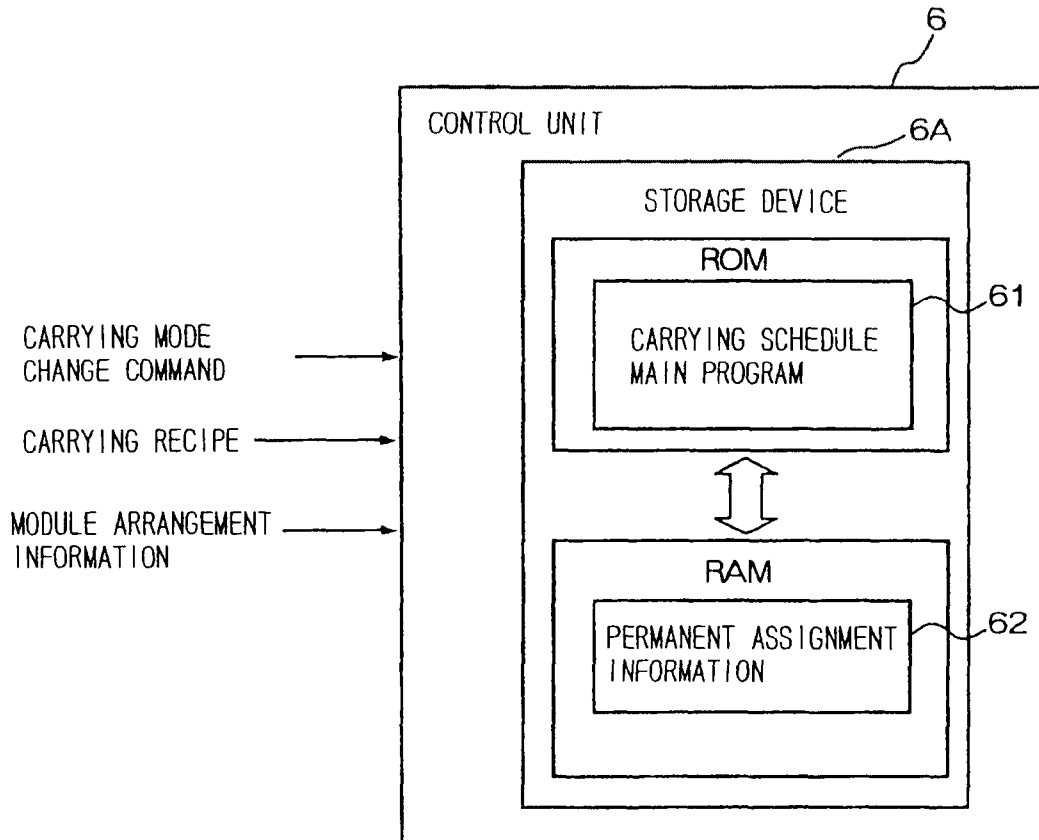 6
CONTROL UNIT
6A
STORAGE DEVICE
ROM
61
CARRYING SCHEDULE
MAIN PROGRAM
CARRYING MODE
CHANGE COMMAND
CARRYING RECIPE
MODULE ARRANGEMENT
INFORMATION
RAM
62
PERMANENT ASSIGNMENT
INFORMATION